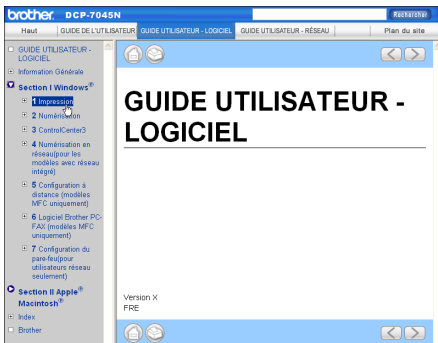 brother. DCP-7045N
Rechercher
Haut
GUIDE DE L'UTILISATEUR
GUIDE UTILISATEUR - LOGICIEL
GUIDE UTILISATEUR - RÉSEAU
Plan du site
GUIDE UTILISATEUR -
LOGICIEL
Information Générale
Section I Windows®
1 Impression
2 Numérisation
3 ControlCenter3
4 Numérisation en
réseau(pour les
modèles avec réseau
intégré)
5 Configuration à
distance (modèles
MFC uniquement)
6 Logiciel Brother PC-
FAX (modèles MFC
uniquement)
7 Configuration du
pare-feu(pour
utilisateurs réseau
seulement)
Section II Apple®
Macintosh®
Index
Brother
GUIDE UTILISATEUR -
LOGICIEL
Version X
FRE